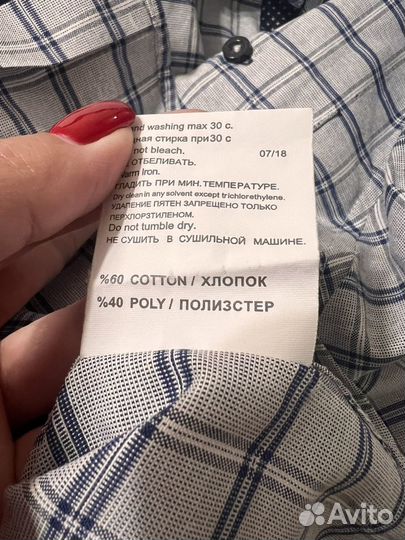 and washing max 30 c.
ная стирка при30 с
not bleach.
07/18
ОТБЕЛИВАТЬ.
Warm Iron.
ГЛАДИТЬ ПРИ МИН. ТЕМПЕРАТУРЕ.
Dry clean in any solvent except trichlorethylene.
УДАЛЕНИЕ ПЯТЕН ЗАПРЕЩЕНО ТОЛЬКО
ПЕРХЛОРЗТИЛЕНОМ.
Do not tumble dry.
НЕ СУШИТЬ В СУШИЛЬНОЙ МАШИНЕ.
%60 COTTON / ХЛОПОК
%40 POLY / ПОЛИЗСТЕР
Avito